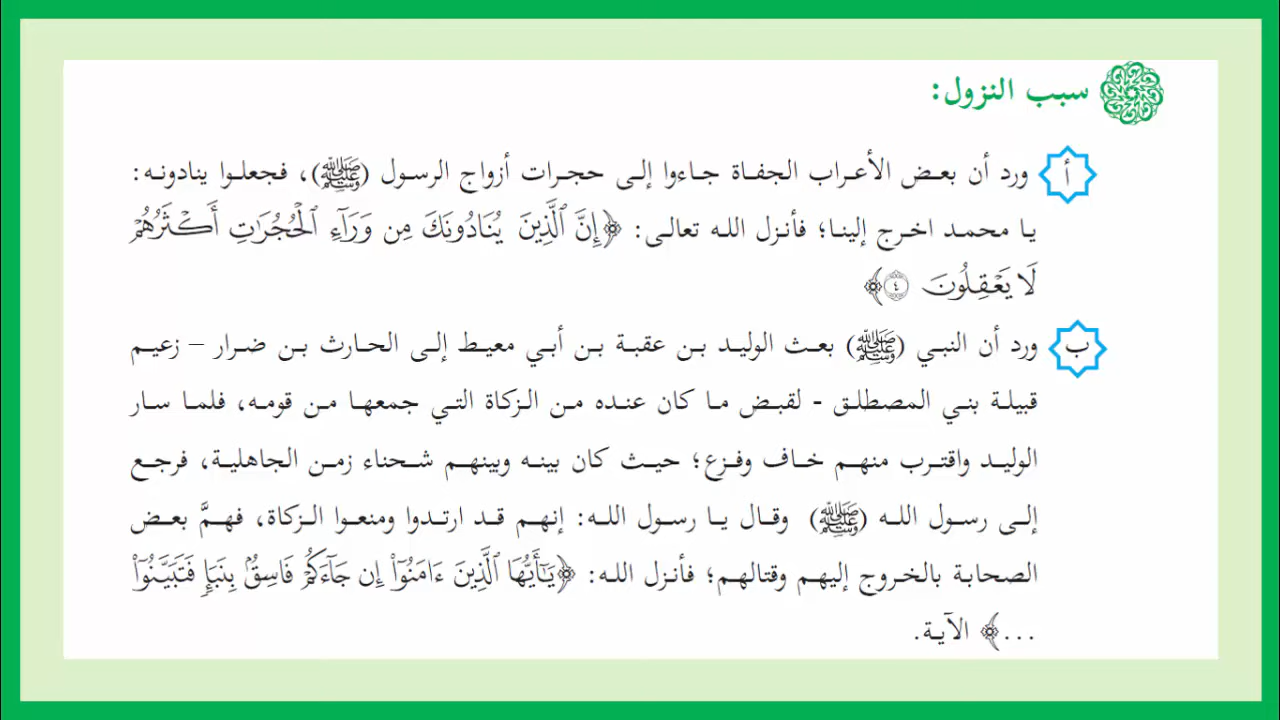 سبب النزول:
أ ورد أن بعض الأعراب الجفاة جاءوا إلى حجرات أزواج الرسول (ﷺ)، فجعلوا ينادونه:
يا محمد اخرج إلينا؛ فأنزل الله تعالى: ﴿إِنَّ ٱلَّذِينَ يُنَادُونَكَ مِن وَرَآءِ ٱلْحُجُرَٰتِ أَكْثَرُهُمْ
لَا يَعْقِلُونَ ٤﴾
ب ورد أن النبي (ﷺ) بعث الوليد بن عقبة بن أبي معيط إلى الحارث بن ضرار – زعيم
قبيلة بني المصطلق - لقبض ما كان عنده من الزكاة التي جمعها من قومه، فلما سار
الوليد واقترب منهم خاف وفزع؛ حيث كان بينه وبينهم شحناء زمن الجاهلية، فرجع
إلى رسول الله (ﷺ) وقال يا رسول الله: إنهم قد ارتدوا ومنعوا الزكاة، فهمَّ بعض
الصحابة بالخروج إليهم وقتالهم؛ فأنزل الله: ﴿يَـٰٓأَيُّهَا ٱلَّذِينَ ءَامَنُوٓا۟ إِن جَآءَكُمْ فَاسِقٌۢ بِنَبَإٍۢ فَتَبَيَّنُوٓا۟
...﴾ الآية.